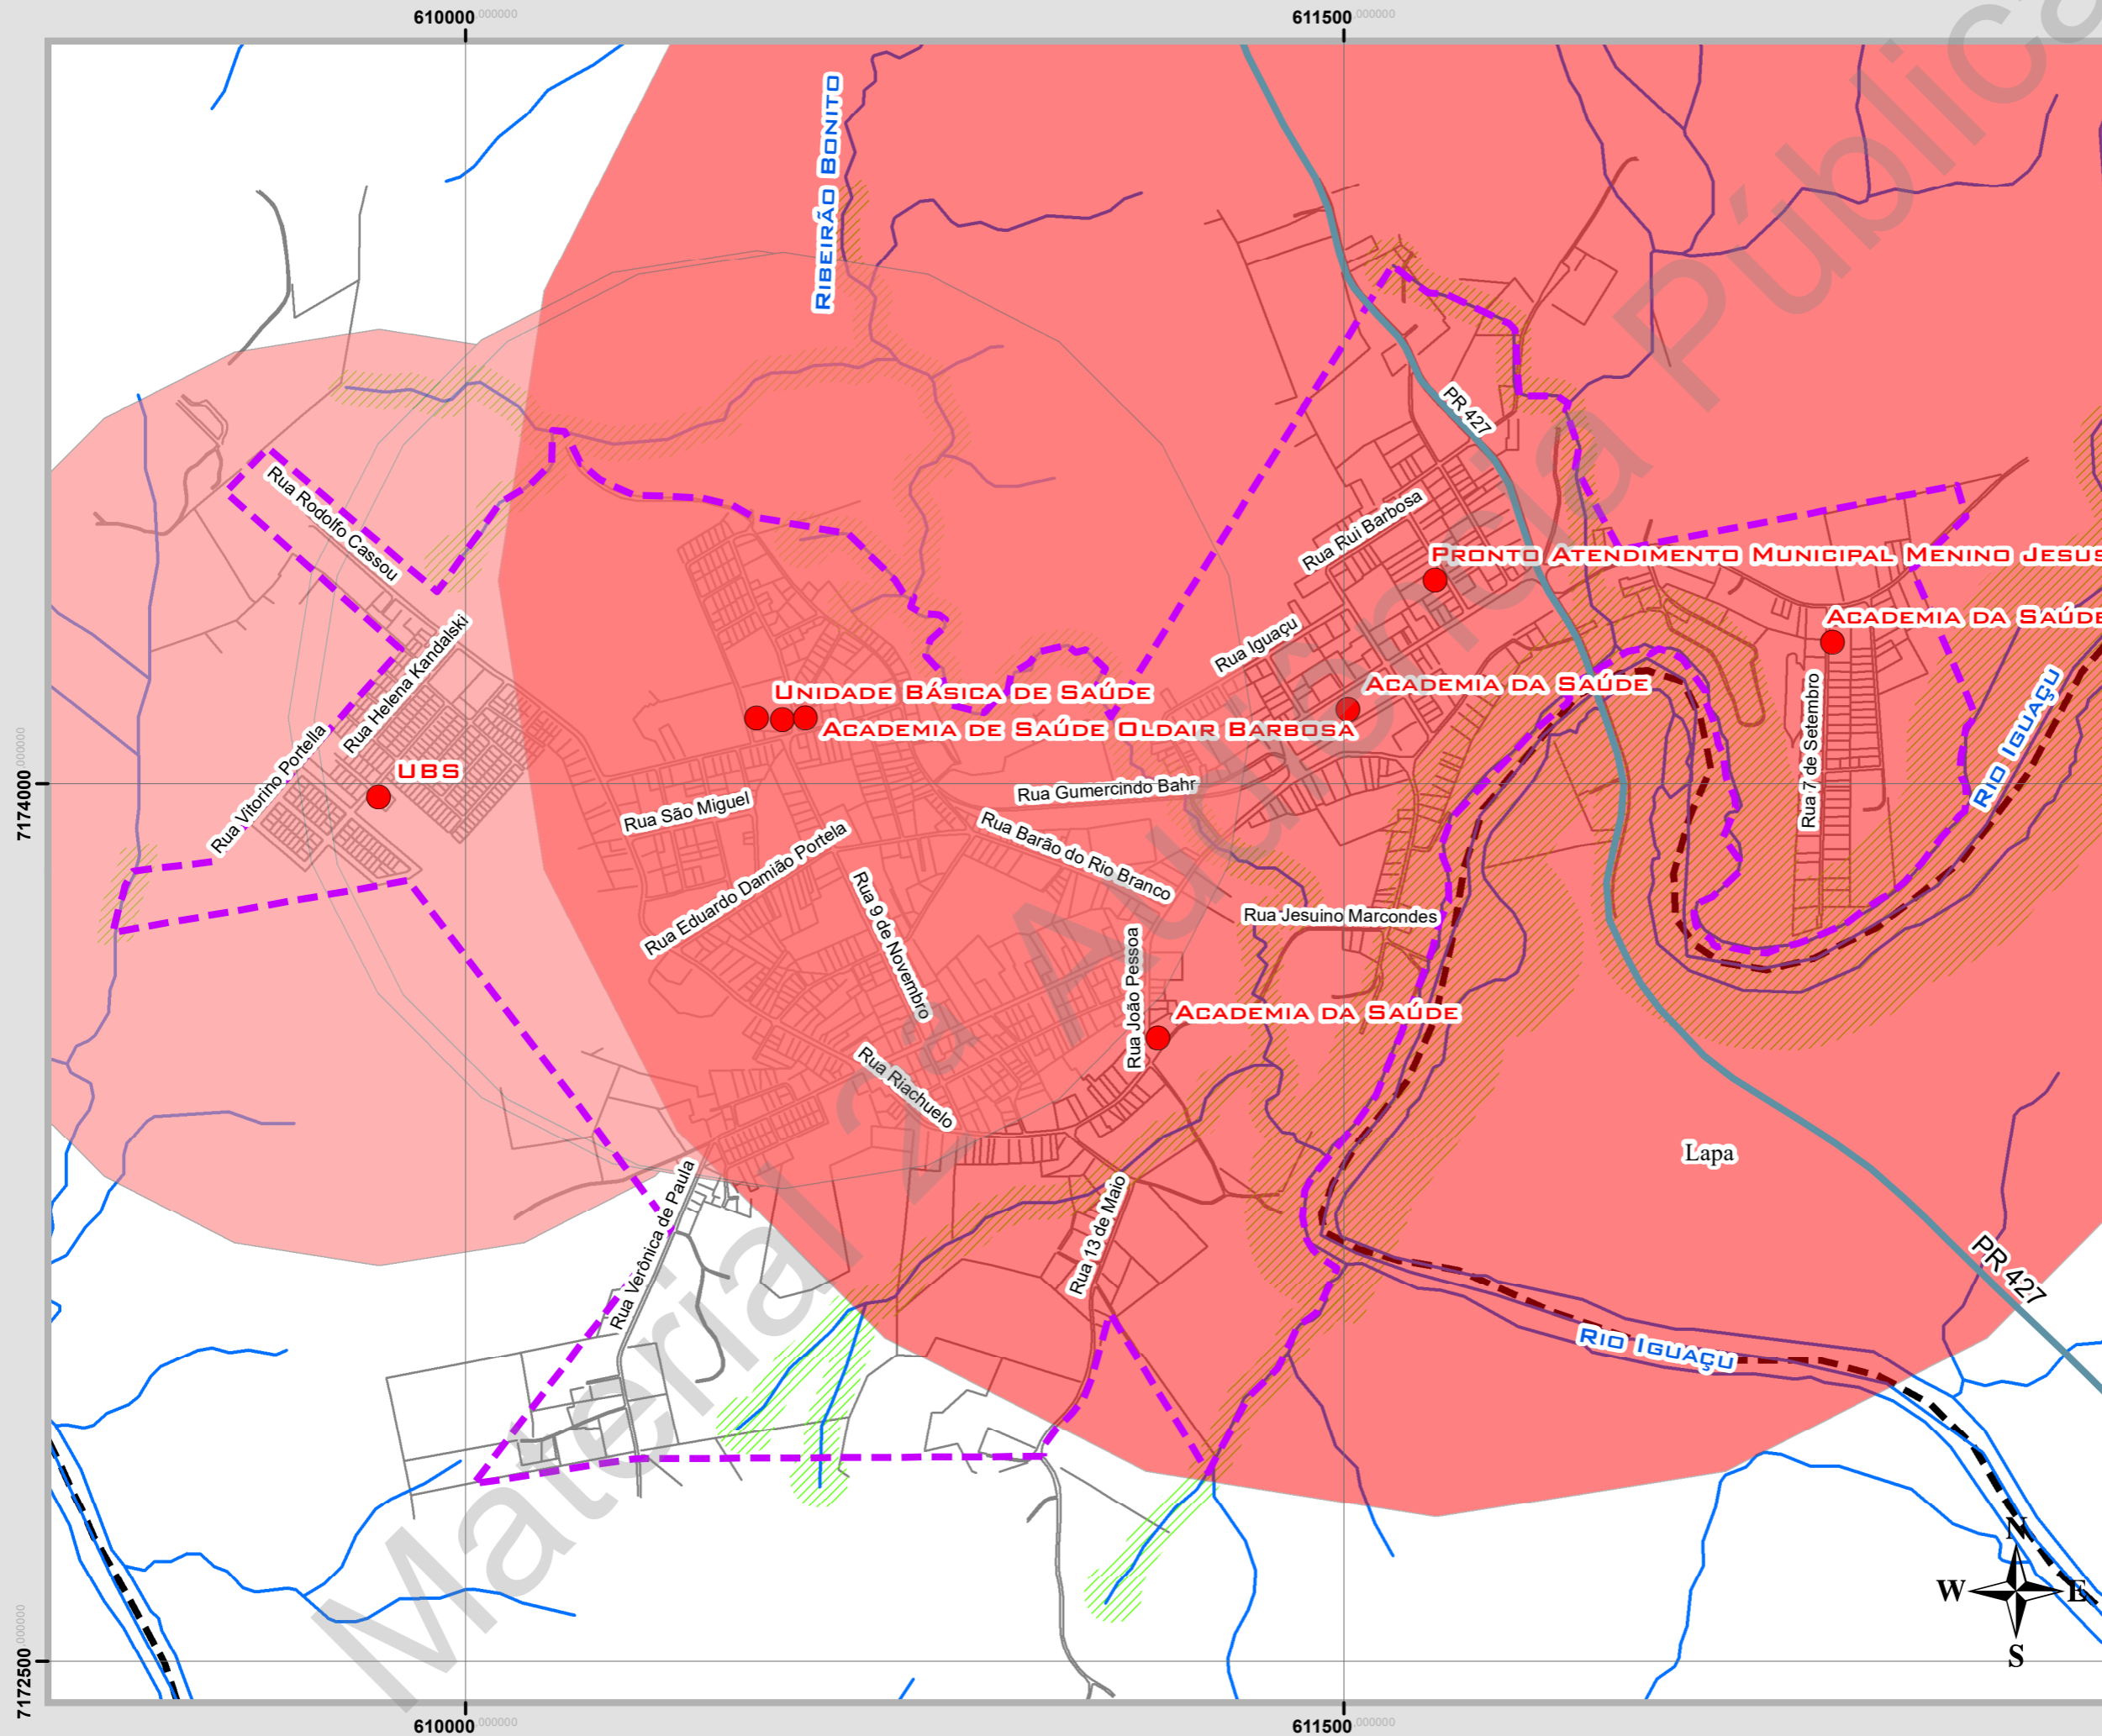 610000.000000
611500.000000
Material 2ª Audiência Pública
RIBEIRÃO BONITO
PR 427
Rua Rodolfo Cassou
Rua Rui Barbosa
PRONTO ATENDIMENTO MUNICIPAL MENINO JESUS
Rua Helena Kandalski
Rua Iguaçu
ACADEMIA DA SAÚDE
ACADEMIA DA SAÚDE
UNIDADE BÁSICA DE SAÚDE
ACADEMIA DE SAÚDE OLDAIR BARBOSA
Rua Vitorino Portella
UBS
Rua 7 de Setembro
RIO IGUAÇU
7174000.000000
Rua São Miguel
Rua Gumercindo Bahr
Rua Eduardo Damião Portela
Rua Barão do Rio Branco
Rua 9 de Novembro
Rua Jesuino Marcondes
Rua João Pessoa
ACADEMIA DA SAÚDE
Rua Riachuelo
Lapa
Rua Verônica de Paula
Rua 13 de Maio
PR 427
RIO IGUAÇU
N
W
E
S
7172500.000000
610000.000000
611500.000000